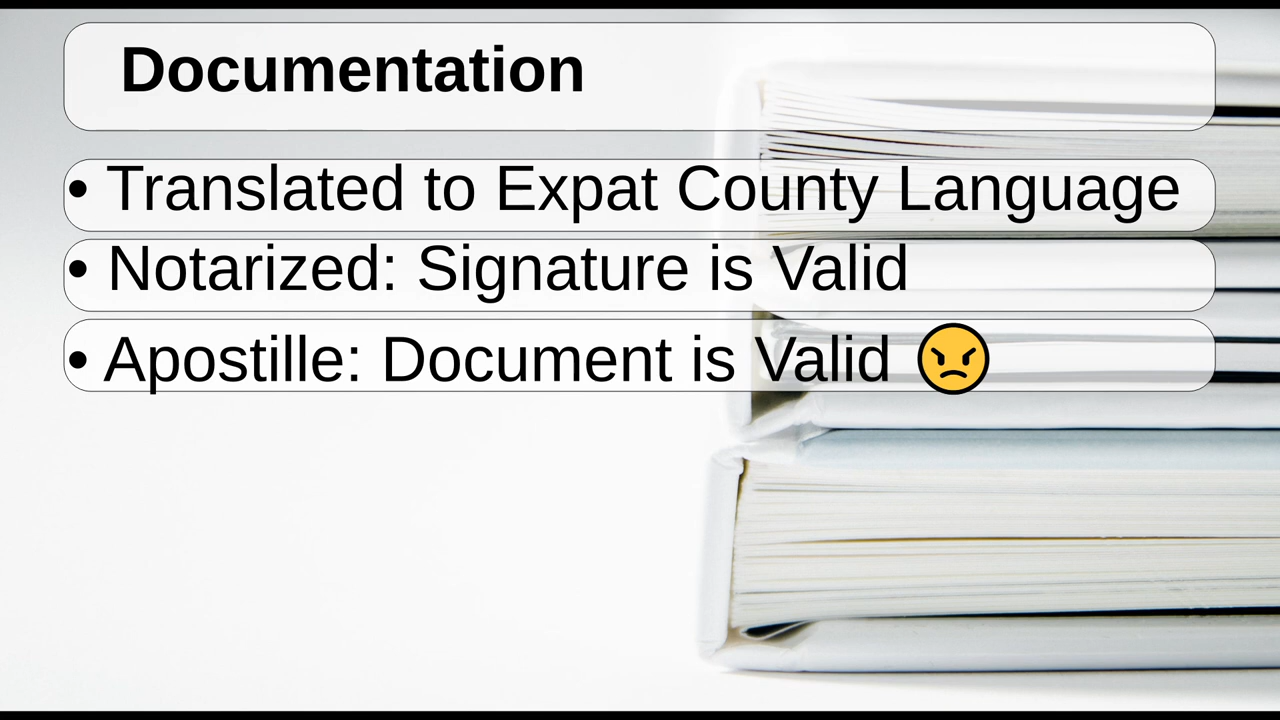 Documentation
• Translated to Expat County Language
• Notarized: Signature is Valid
• Apostille: Document is Valid 😠